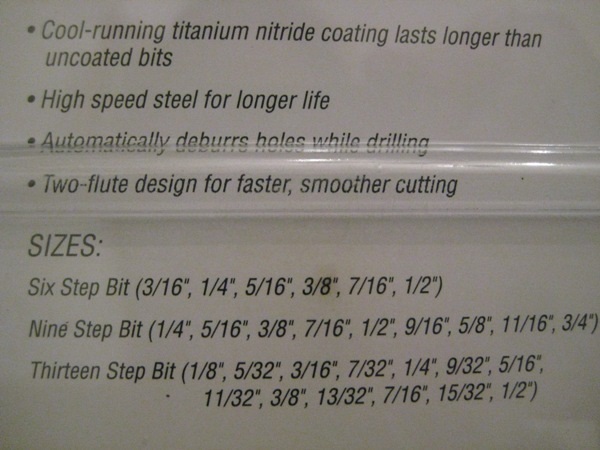 • Cool-running titanium nitride coating lasts longer than
uncoated bits
• High speed steel for longer life
• Automatically deburrs holes while drilling
• Two-flute design for faster, smoother cutting
SIZES:
Six Step Bit (3/16", 1/4", 5/16", 3/8", 7/16", 1/2")
Nine Step Bit (1/4", 5/16", 3/8", 7/16", 1/2", 9/16", 5/8", 11/16", 3/4")
Thirteen Step Bit (1/8", 5/32", 3/16", 7/32", 1/4", 9/32", 5/16",
11/32", 3/8", 13/32", 7/16", 15/32", 1/2")